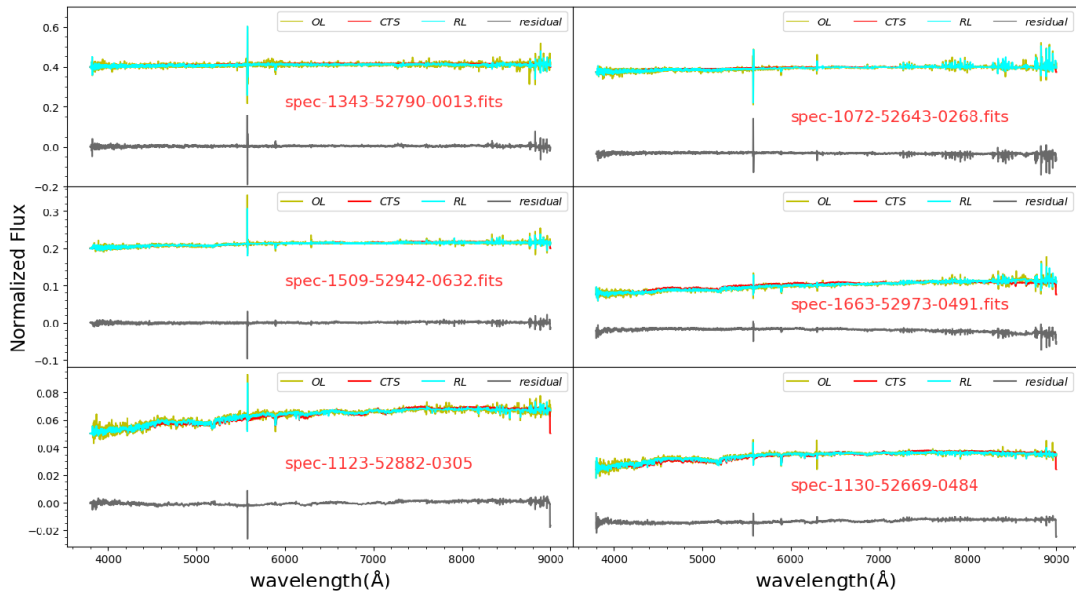 OL CTS RL residual
OL CTS RL residual
0.6
0.4
spec-1343-52790-0013.fits
spec-1072-52643-0268.fits
0.2
0.0
−0.2
OL CTS RL residual
OL CTS RL residual
0.3
0.2
spec-1509-52942-0632.fits
spec-1663-52973-0491.fits
0.1
0.0
−0.1
Normalized Flux
OL CTS RL residual
OL CTS RL residual
0.08
0.06
0.04
spec-1123-52882-0305
spec-1130-52669-0484
0.02
0.00
−0.02
4000 5000 6000 7000 8000 9000
4000 5000 6000 7000 8000 9000
wavelength(Å)
wavelength(Å)